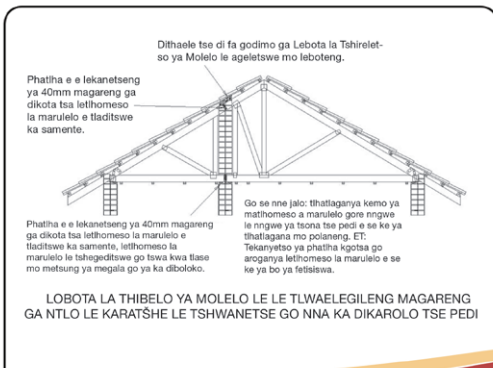 Dithaele tse di fa godimo ga Lebota la Tshirelet-
so ya Molelo le ageletswe mo leboteng.
Phatlha e e lekanetseng
ya 40mm magareng ga
dikota tsa letlhomeso
la marulelo e tladitswe
ka samente.
Phatlha e e lekanetseng ya 40mm magareng
ga dikota tsa letlhomeso la marulelo e
tladitswe ka samente, letlhomeso la
marulelo le tshegeditswe go tswa kwa tlase
mo metsung ya megala go ya ka diboloko.
Go se nne jalo: tlhatlaganya kemo ya
matlhomeso a marulelo gore nngwe
le nngwe ya tsona tse pedi e se ke ya
tlhatlagana mo polaneng. ET:
Tekanyetso ya phatlha kgotsa go
aroganya letlhomeso la marulelo e se
ke ya bo ya fetisiswa.
LOBOTA LA THIBELO YA MOLELO LE LE TLWAELEGILENG MAGARENG
GA NTLO LE KARATŠHE LE TSHWANETSE GO NNA KA DIKAROLO TSE PEDI